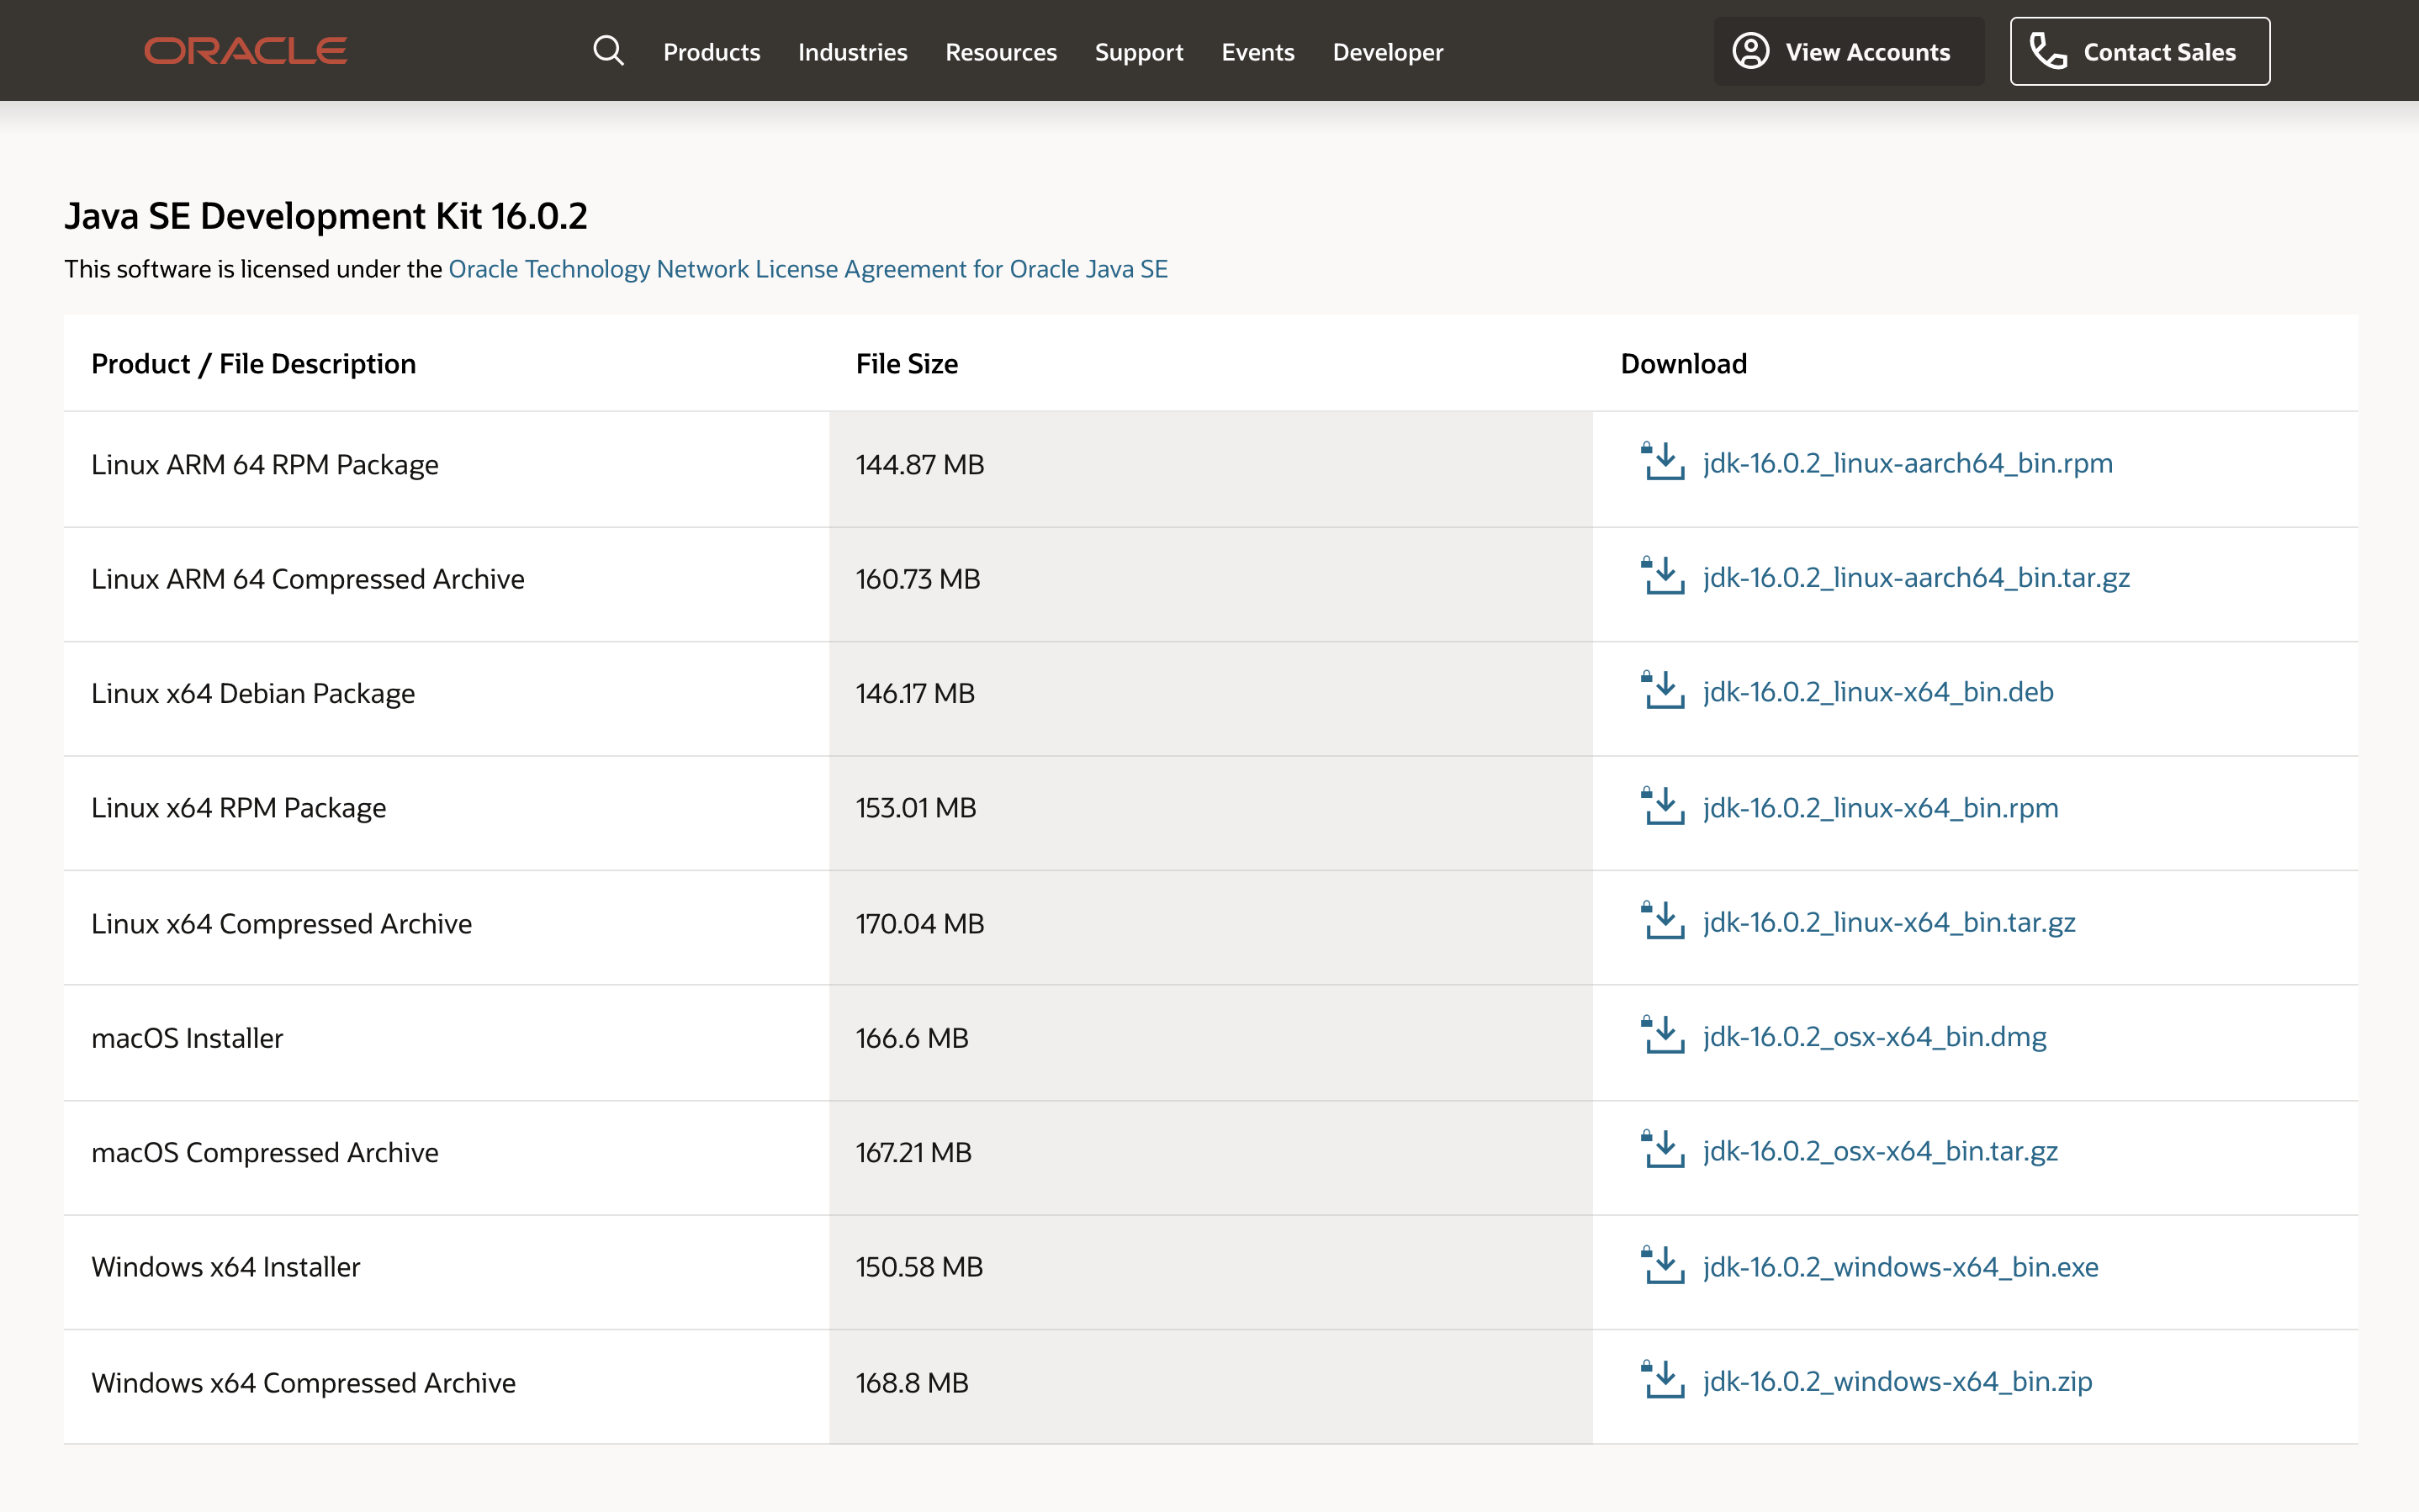 ORACLE Products Industries Resources Support Events Developer View Accounts Contact Sales
Java SE Development Kit 16.0.2
This software is licensed under the Oracle Technology Network License Agreement for Oracle Java SE
Product / File Description File Size Download
Linux ARM 64 RPM Package 144.87 MB jdk-16.0.2_linux-aarch64_bin.rpm
Linux ARM 64 Compressed Archive 160.73 MB jdk-16.0.2_linux-aarch64_bin.tar.gz
Linux x64 Debian Package 146.17 MB jdk-16.0.2_linux-x64_bin.deb
Linux x64 RPM Package 153.01 MB jdk-16.0.2_linux-x64_bin.rpm
Linux x64 Compressed Archive 170.04 MB jdk-16.0.2_linux-x64_bin.tar.gz
macOS Installer 166.6 MB jdk-16.0.2_osx-x64_bin.dmg
macOS Compressed Archive 167.21 MB jdk-16.0.2_osx-x64_bin.tar.gz
Windows x64 Installer 150.58 MB jdk-16.0.2_windows-x64_bin.exe
Windows x64 Compressed Archive 168.8 MB jdk-16.0.2_windows-x64_bin.zip